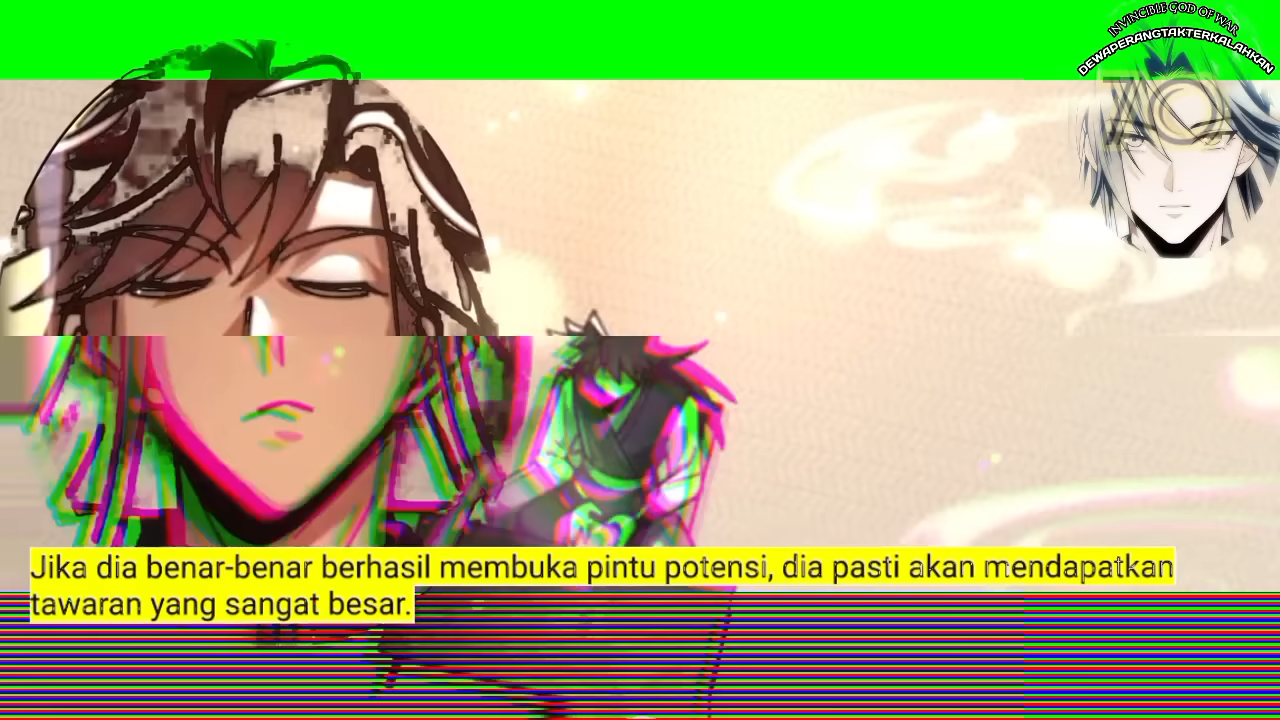 INVINCIBLE GOD OF WAR
DEWAPERANGTAKTERKALAHKAN
Jika dia benar-benar berhasil membuka pintu potensi, dia pasti akan mendapatkan
tawaran yang sangat besar.